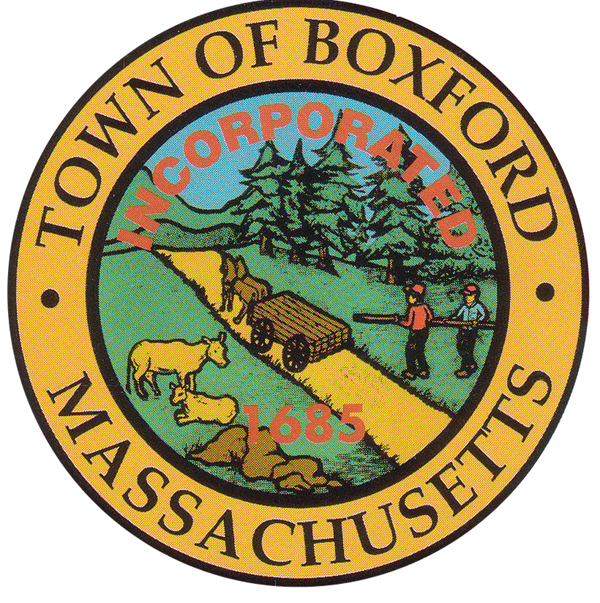 TOWN OF BOXFORD
INCORPORATED
1685
MASSACHUSETTS